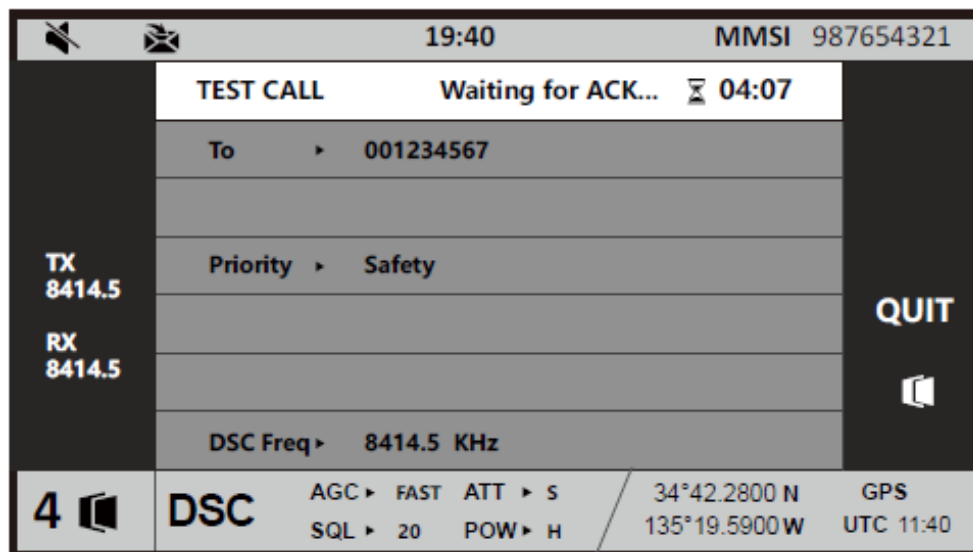 19:40 MMSI 987654321
TEST CALL Waiting for ACK... 04:07
To ▸ 001234567
Priority ▸ Safety
DSC Freq ▸ 8414.5 KHz
TX
8414.5
RX
8414.5
QUIT
4 DSC
AGC ▸ FAST ATT ▸ S
SQL ▸ 20 POW ▸ H
34°42.2800 N
135°19.5900 W
GPS
UTC 11:40